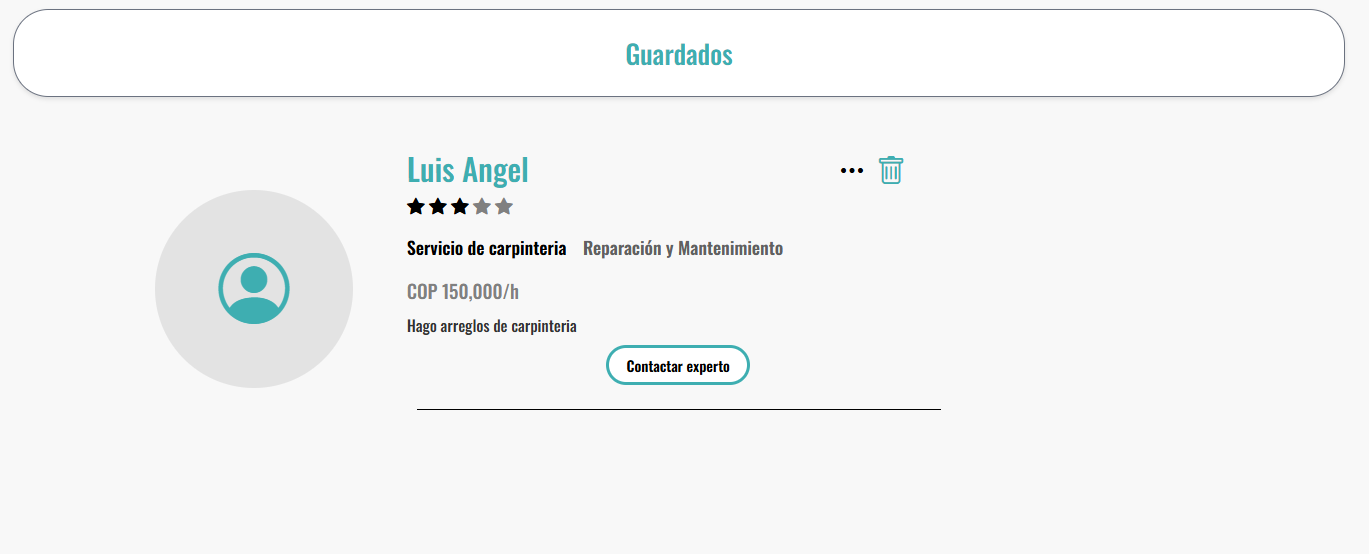 Guardados
Luis Angel
Servicio de carpinteria Reparación y Mantenimiento
COP 150,000/h
Hago arreglos de carpinteria
Contactar experto